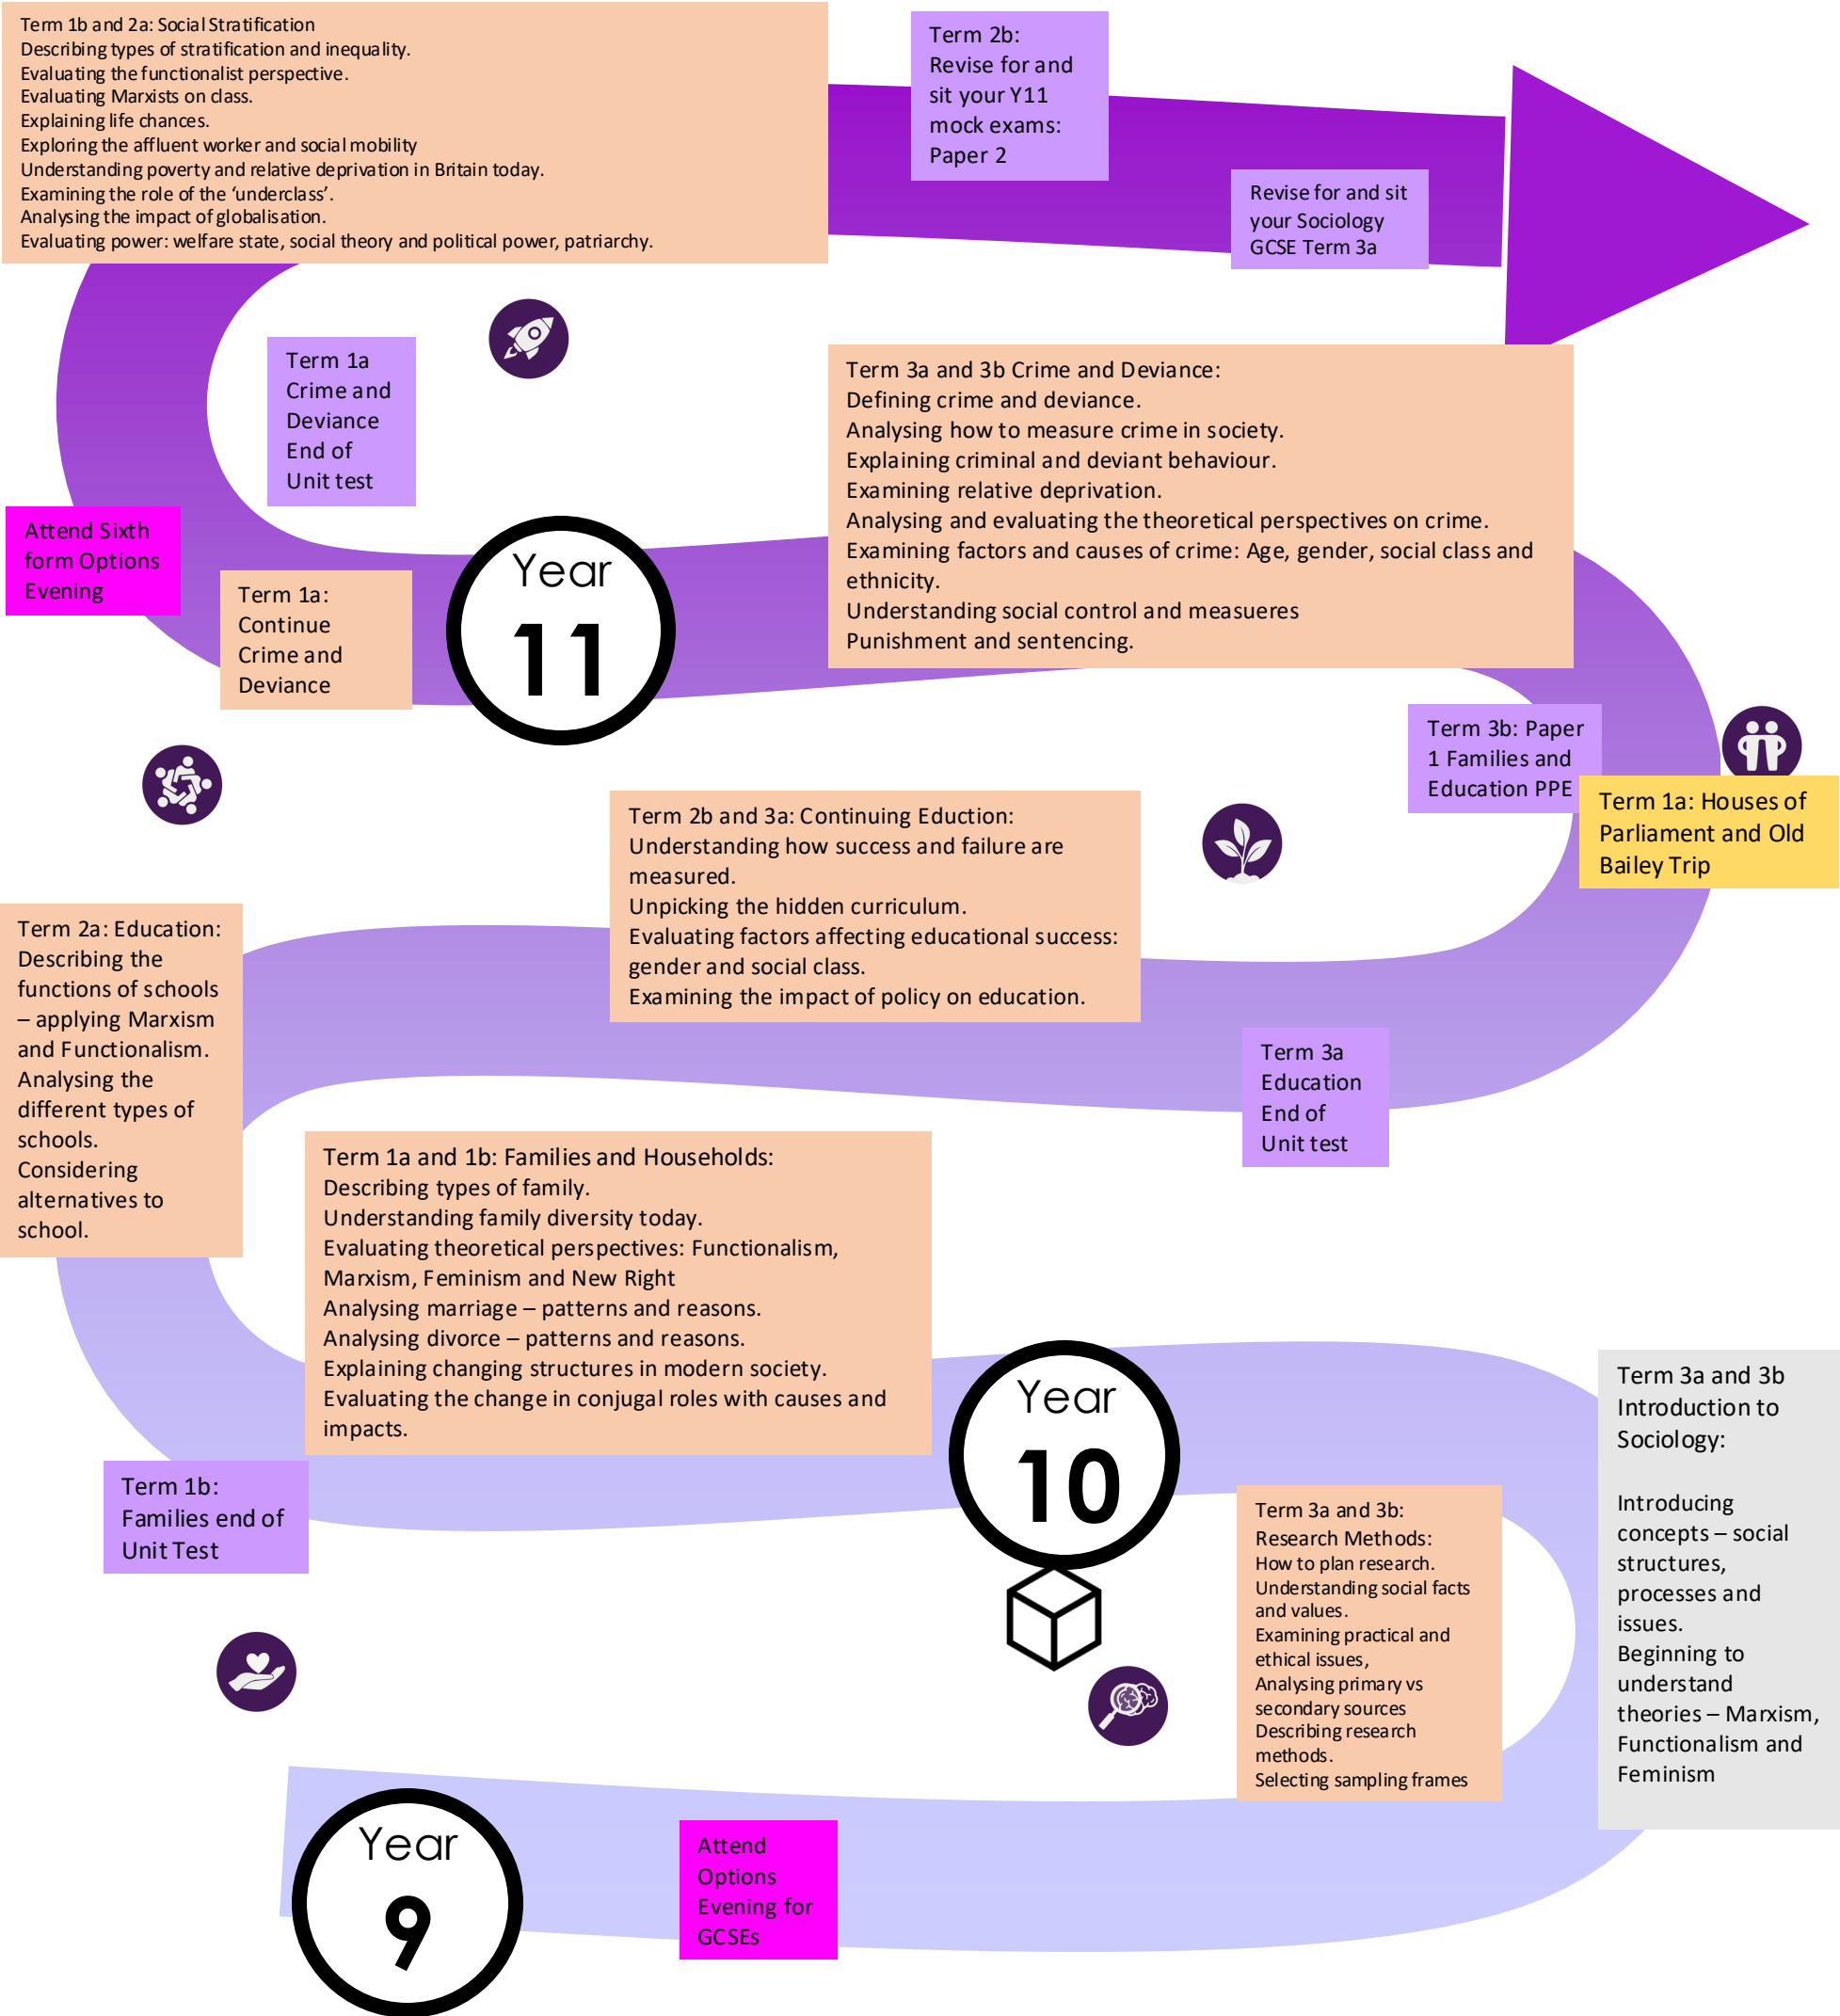 Term 1b and 2a: Social Stratification
Describing types of stratification and inequality.
Evaluating the functionalist perspective.
Evaluating Marxists on class.
Explaining life chances.
Exploring the affluent worker and social mobility
Understanding poverty and relative deprivation in Britain today.
Examining the role of the ‘underclass’.
Analysing the impact of globalisation.
Evaluating power: welfare state, social theory and political power, patriarchy.
Term 2b:
Revise for and
sit your Y11
mock exams:
Paper 2
Revise for and sit
your Sociology
GCSE Term 3a
Term 1a
Crime and
Deviance
End of
Unit test
Term 3a and 3b Crime and Deviance:
Defining crime and deviance.
Analysing how to measure crime in society.
Explaining criminal and deviant behaviour.
Examining relative deprivation.
Analysing and evaluating the theoretical perspectives on crime.
Examining factors and causes of crime: Age, gender, social class and
ethnicity.
Understanding social control and measueres
Punishment and sentencing.
Attend Sixth
form Options
Evening
Term 1a:
Continue
Crime and
Deviance
Year
11
Term 3b: Paper
1 Families and
Education PPE
Term 1a: Houses of
Parliament and Old
Bailey Trip
Term 2b and 3a: Continuing Eduction:
Understanding how success and failure are
measured.
Unpicking the hidden curriculum.
Evaluating factors affecting educational success:
gender and social class.
Examining the impact of policy on education.
Term 2a: Education:
Describing the
functions of schools
– applying Marxism
and Functionalism.
Analysing the
different types of
schools.
Considering
alternatives to
school.
Term 3a
Education
End of
Unit test
Term 1a and 1b: Families and Households:
Describing types of family.
Understanding family diversity today.
Evaluating theoretical perspectives: Functionalism,
Marxism, Feminism and New Right
Analysing marriage – patterns and reasons.
Analysing divorce – patterns and reasons.
Explaining changing structures in modern society.
Evaluating the change in conjugal roles with causes and
impacts.
Term 1b:
Families end of
Unit Test
Year
10
Term 3a and 3b:
Research Methods:
How to plan research.
Understanding social facts
and values.
Examining practical and
ethical issues,
Analysing primary vs
secondary sources
Describing research
methods.
Selecting sampling frames
Term 3a and 3b
Introduction to
Sociology:
Introducing
concepts – social
structures,
processes and
issues.
Beginning to
understand
theories – Marxism,
Functionalism and
Feminism
Year
9
Attend
Options
Evening for
GCSEs